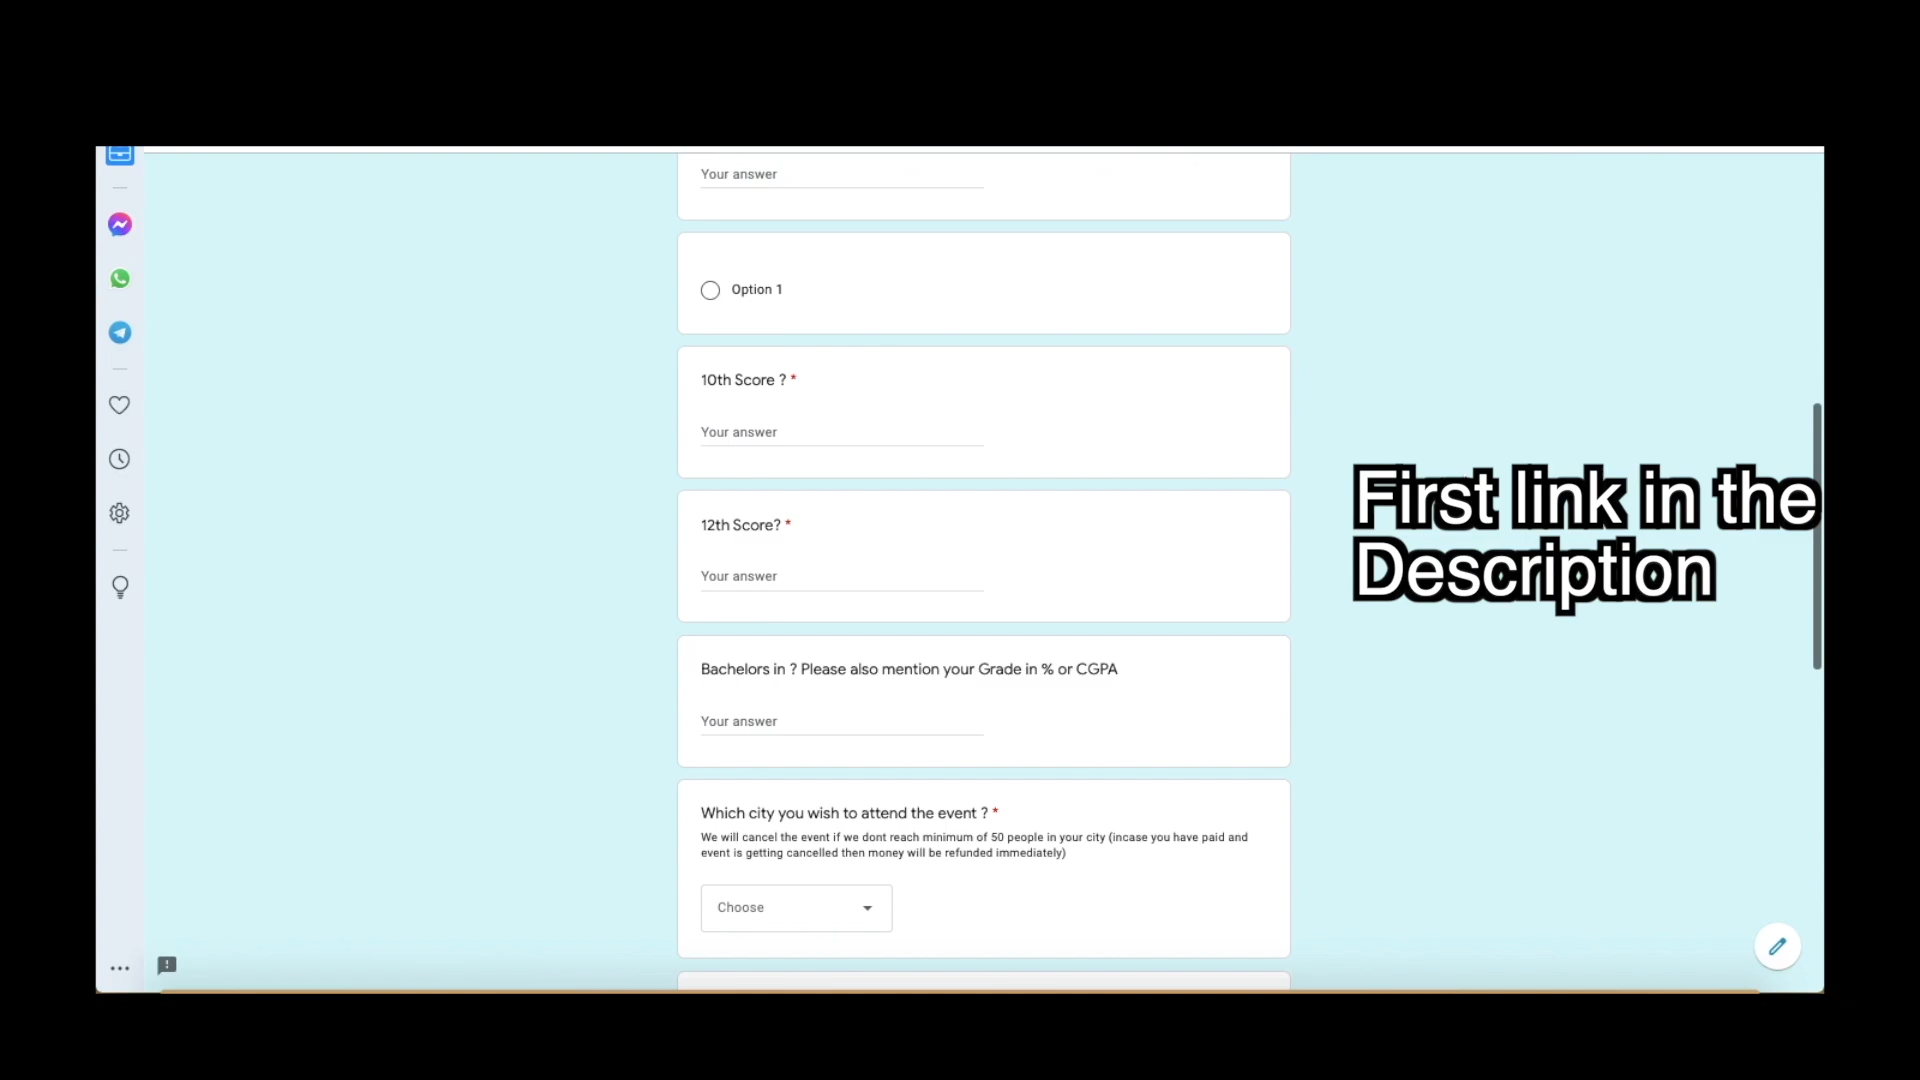 Your answer
Option 1
10th Score ? *
Your answer
12th Score? *
Your answer
Bachelors in ? Please also mention your Grade in % or CGPA
Your answer
Which city you wish to attend the event ? *
We will cancel the event if we dont reach minimum of 50 people in your city (incase you have paid and
event is getting cancelled then money will be refunded immediately)
Choose
First link in the
Description